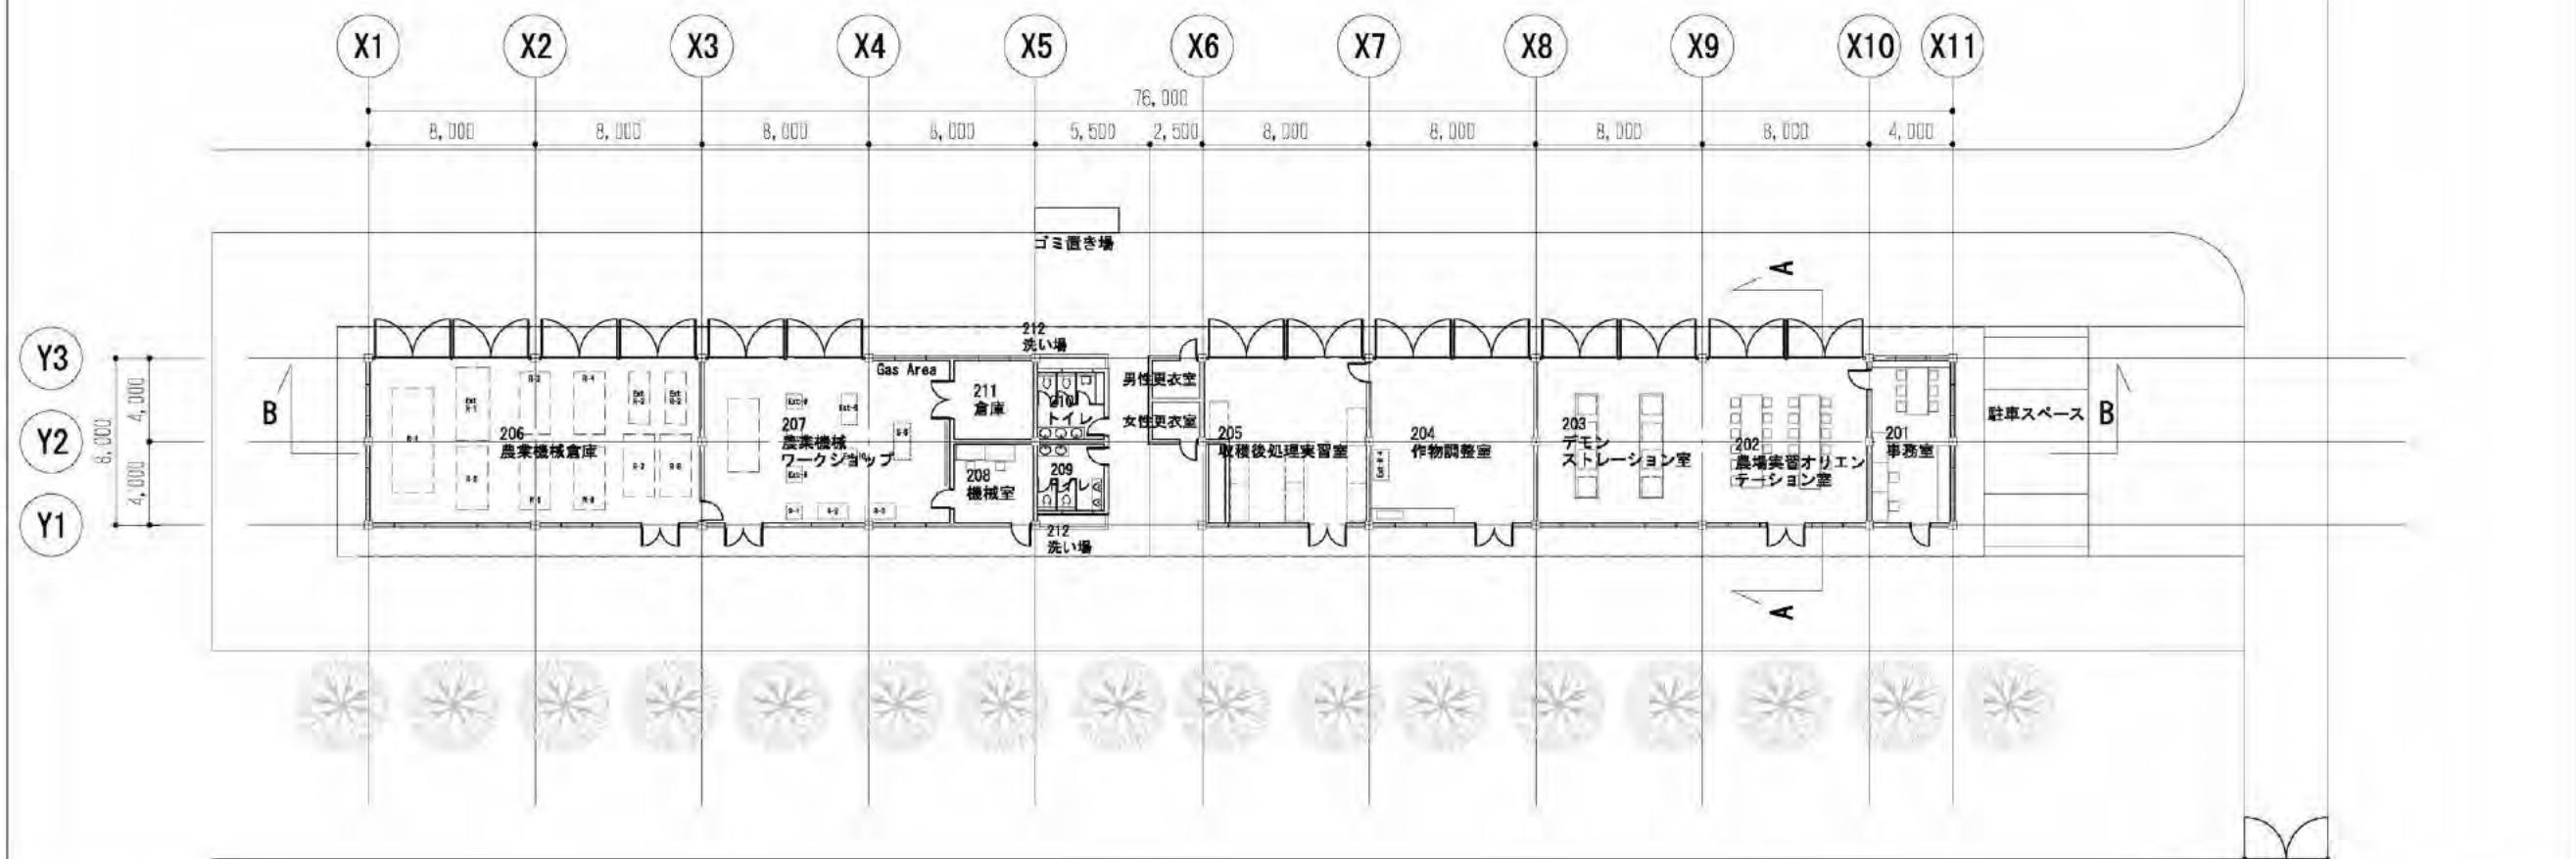 X1 X2 X3 X4 X5 X6 X7 X8 X9 X10 X11
76,000
8,000 8,000 8,000 8,000 5,500 2,500 8,000 8,000 8,000 8,000 4,000
ゴミ置き場
A
Y3
Y2
Y1
8,000
4,000
4,000
B
206
農業機械倉庫
207
農業機械
ワークショップ
Gas Area
211
倉庫
208
機械室
212
洗い場
210
トイレ
209
トイレ
212
洗い場
男性更衣室
女性更衣室
205
収穫後処理実習室
204
作物調整室
203
デモン
ストレーション室
202
農場実習オリエン
テーション室
201
事務室
駐車スペース
B
A